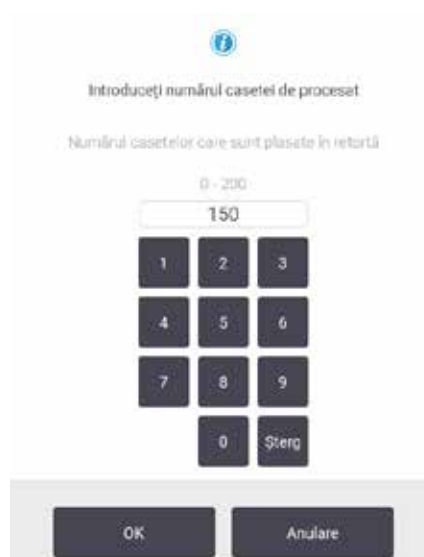 Introduceți numărul casetei de procesat
Numărul casetelor care sunt plasate în retortă
0 - 200
150
1 2 3
4 5 6
7 8 9
0 Șterg
OK Anulare